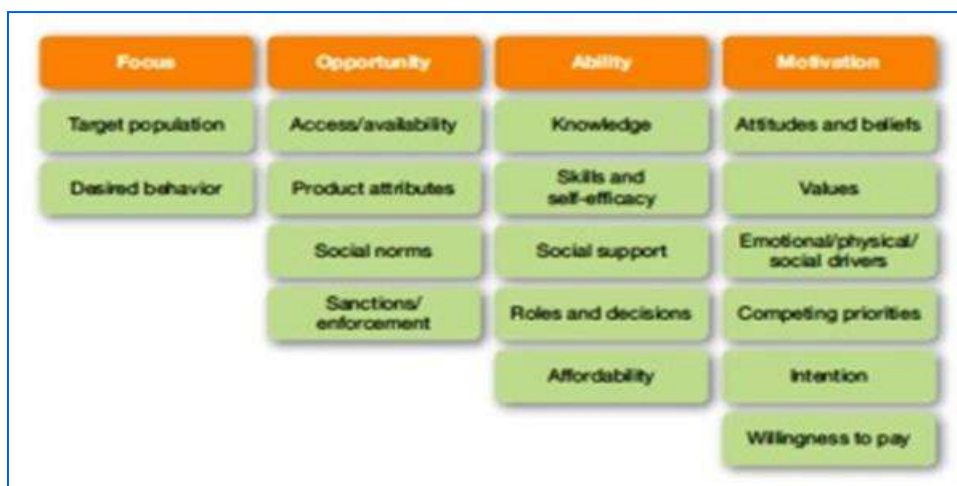 Focus
Opportunity
Ability
Motivation
Target population
Access/availability
Knowledge
Attitudes and beliefs
Desired behavior
Product attributes
Skills and
self-efficacy
Values
Social norms
Social support
Emotional/physical/
social drivers
Sanctions/
enforcement
Roles and decisions
Competing priorities
Affordability
Intention
Willingness to pay